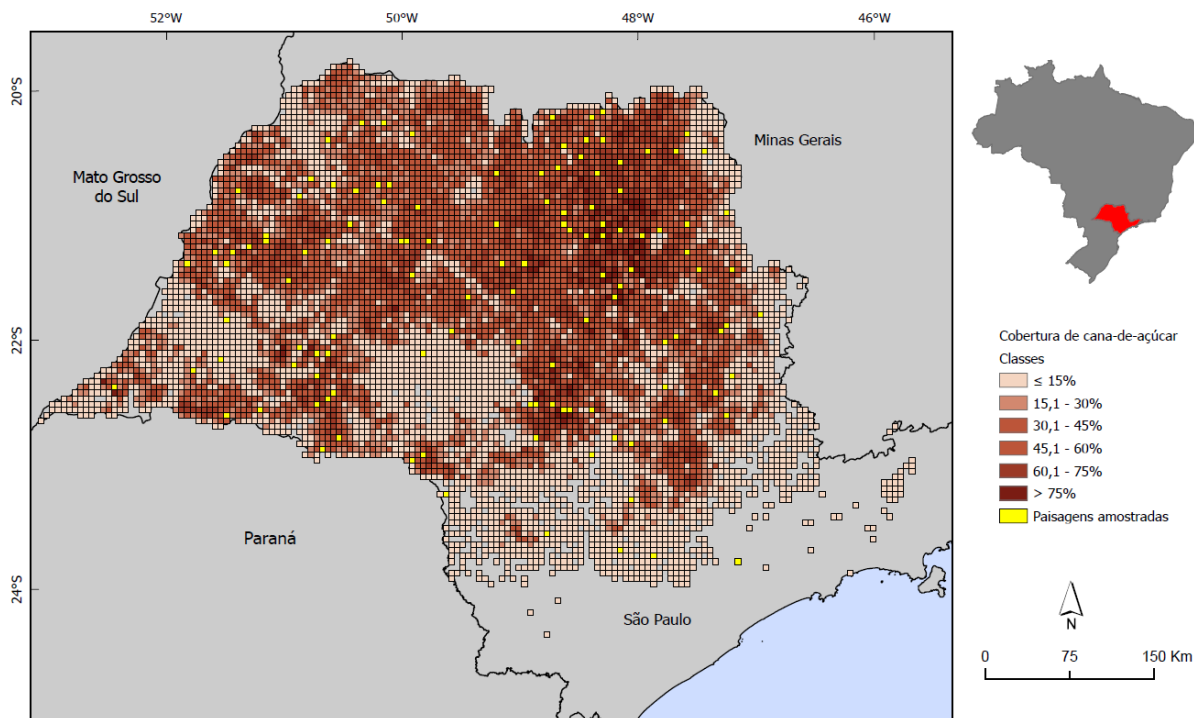 52°W 50°W 48°W 46°W
20°S
22°S
24°S
Minas Gerais
Mato Grosso
do Sul
Paraná
São Paulo
Cobertura de cana-de-açúcar
Classes
≤ 15%
15,1 - 30%
30,1 - 45%
45,1 - 60%
60,1 - 75%
> 75%
Paisagens amostradas
N
0 75 150 Km